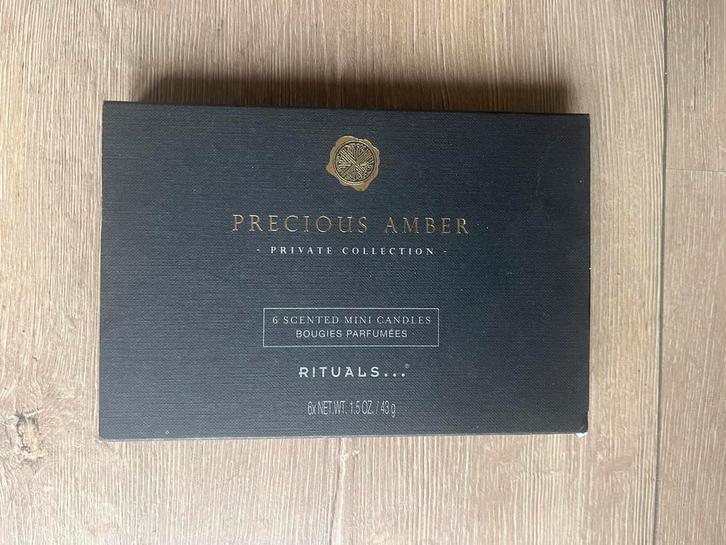 PRECIOUS AMBER
- PRIVATE COLLECTION -
6 SCENTED MINI CANDLES
BOUGIES PARFUMÉES
RITUALS...®
6x NET.WT. 1.5 OZ. / 43 g